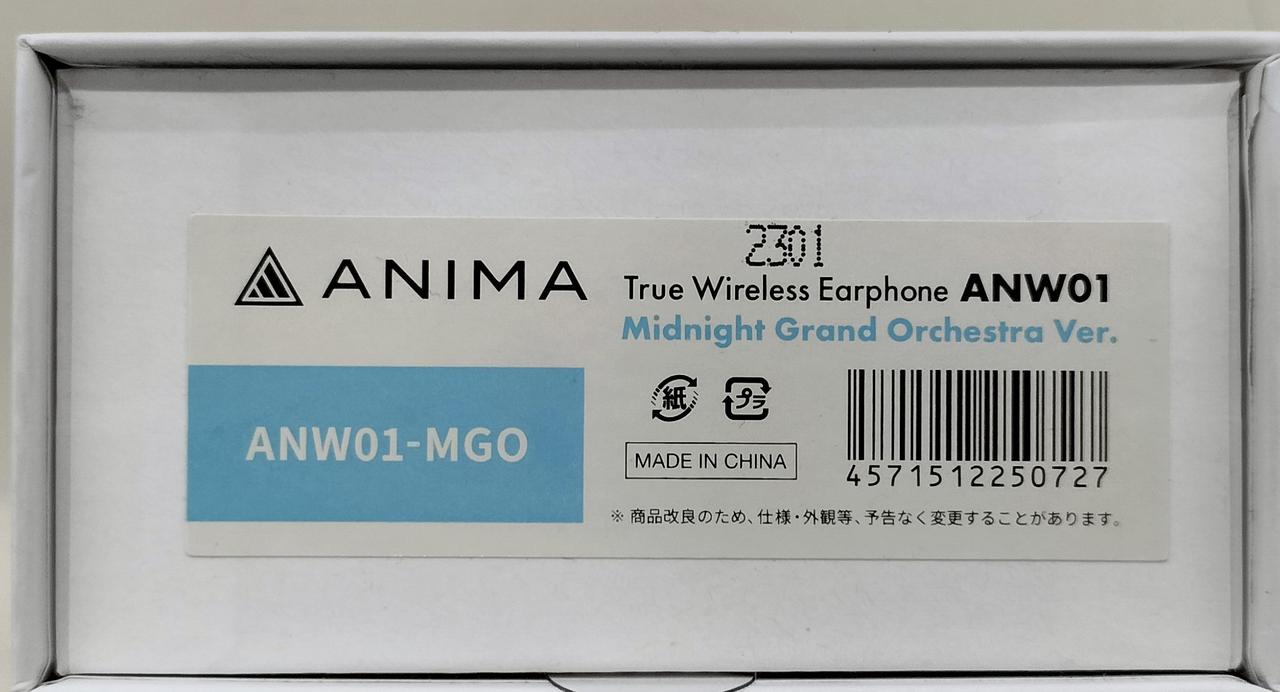 2301
ANIMA
True Wireless Earphone ANW01
Midnight Grand Orchestra Ver.
ANW01-MGO
紙 プラ
MADE IN CHINA
4571512250727
※ 商品改良のため、仕様・外観等、予告なく変更することがあります。